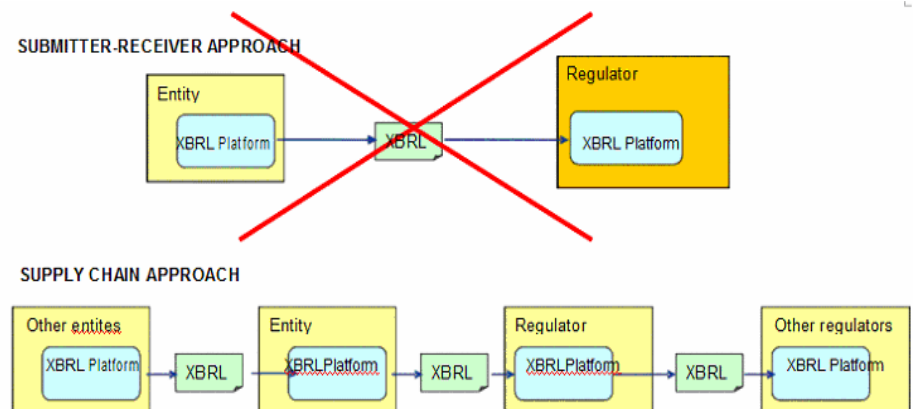 SUBMITTER-RECEIVER APPROACH
Entity
XBRL Platform
XBRL
Regulator
XBRL Platform
SUPPLY CHAIN APPROACH
Other entites
XBRL Platform
XBRL
Entity
XBRLPlatform
XBRL
Regulator
XBRLPlatform
XBRL
Other regulators
XBRL Platform